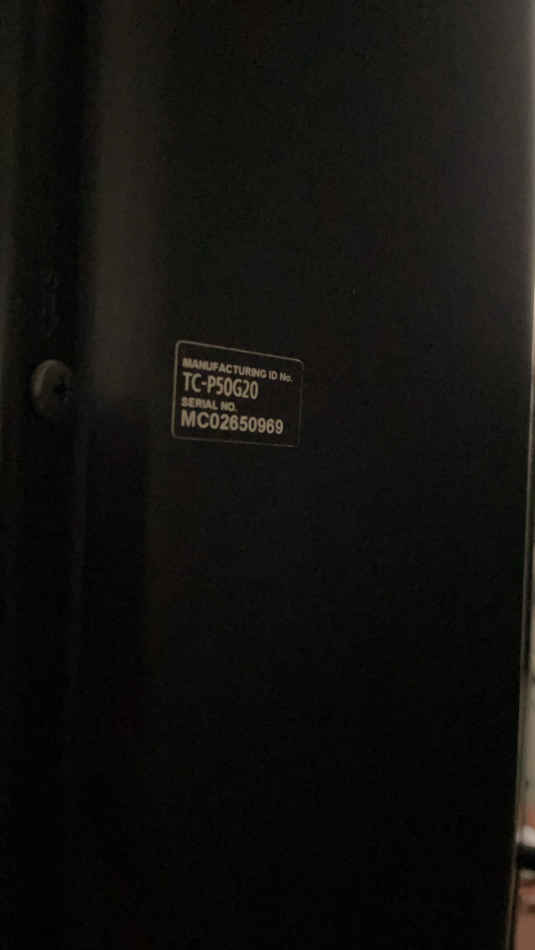 MANUFACTURING ID No.
TC-P50G20
SERIAL NO.
MC02650969